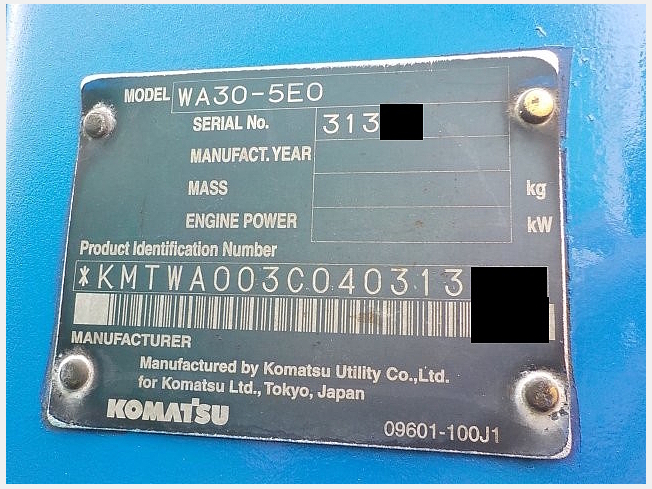 MODEL WA30-5E0
SERIAL No. 313
MANUFACT. YEAR
MASS kg
ENGINE POWER kW
Product Identification Number
*KMTWA003C040313
MANUFACTURER
Manufactured by Komatsu Utility Co.,Ltd.
for Komatsu Ltd., Tokyo, Japan
KOMATSU
09601-100J1